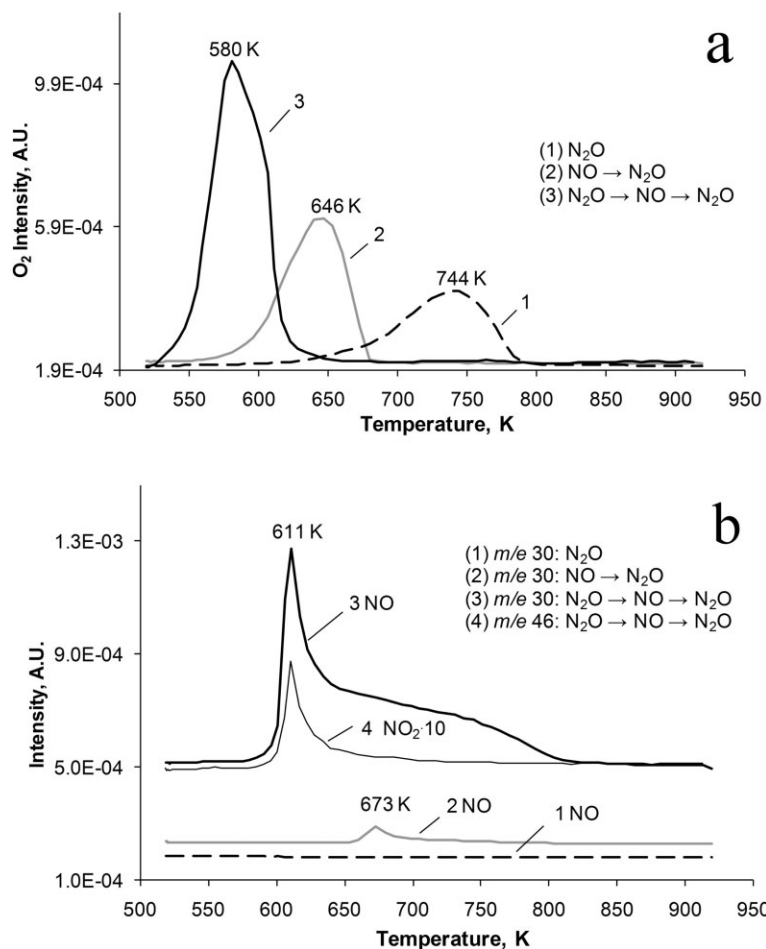 a
580 K
9.9E-04
3
(1) N₂O
(2) NO → N₂O
(3) N₂O → NO → N₂O
646 K
5.9E-04
2
744 K
1
O₂ Intensity, A.U.
1.9E-04
500 550 600 650 700 750 800 850 900 950
Temperature, K
b
611 K
1.3E-03
(1) m/e 30: N₂O
(2) m/e 30: NO → N₂O
(3) m/e 30: N₂O → NO → N₂O
(4) m/e 46: N₂O → NO → N₂O
3 NO
9.0E-04
Intensity, A.U.
4 NO₂·10
5.0E-04
673 K
2 NO
1 NO
1.0E-04
500 550 600 650 700 750 800 850 900 950
Temperature, K